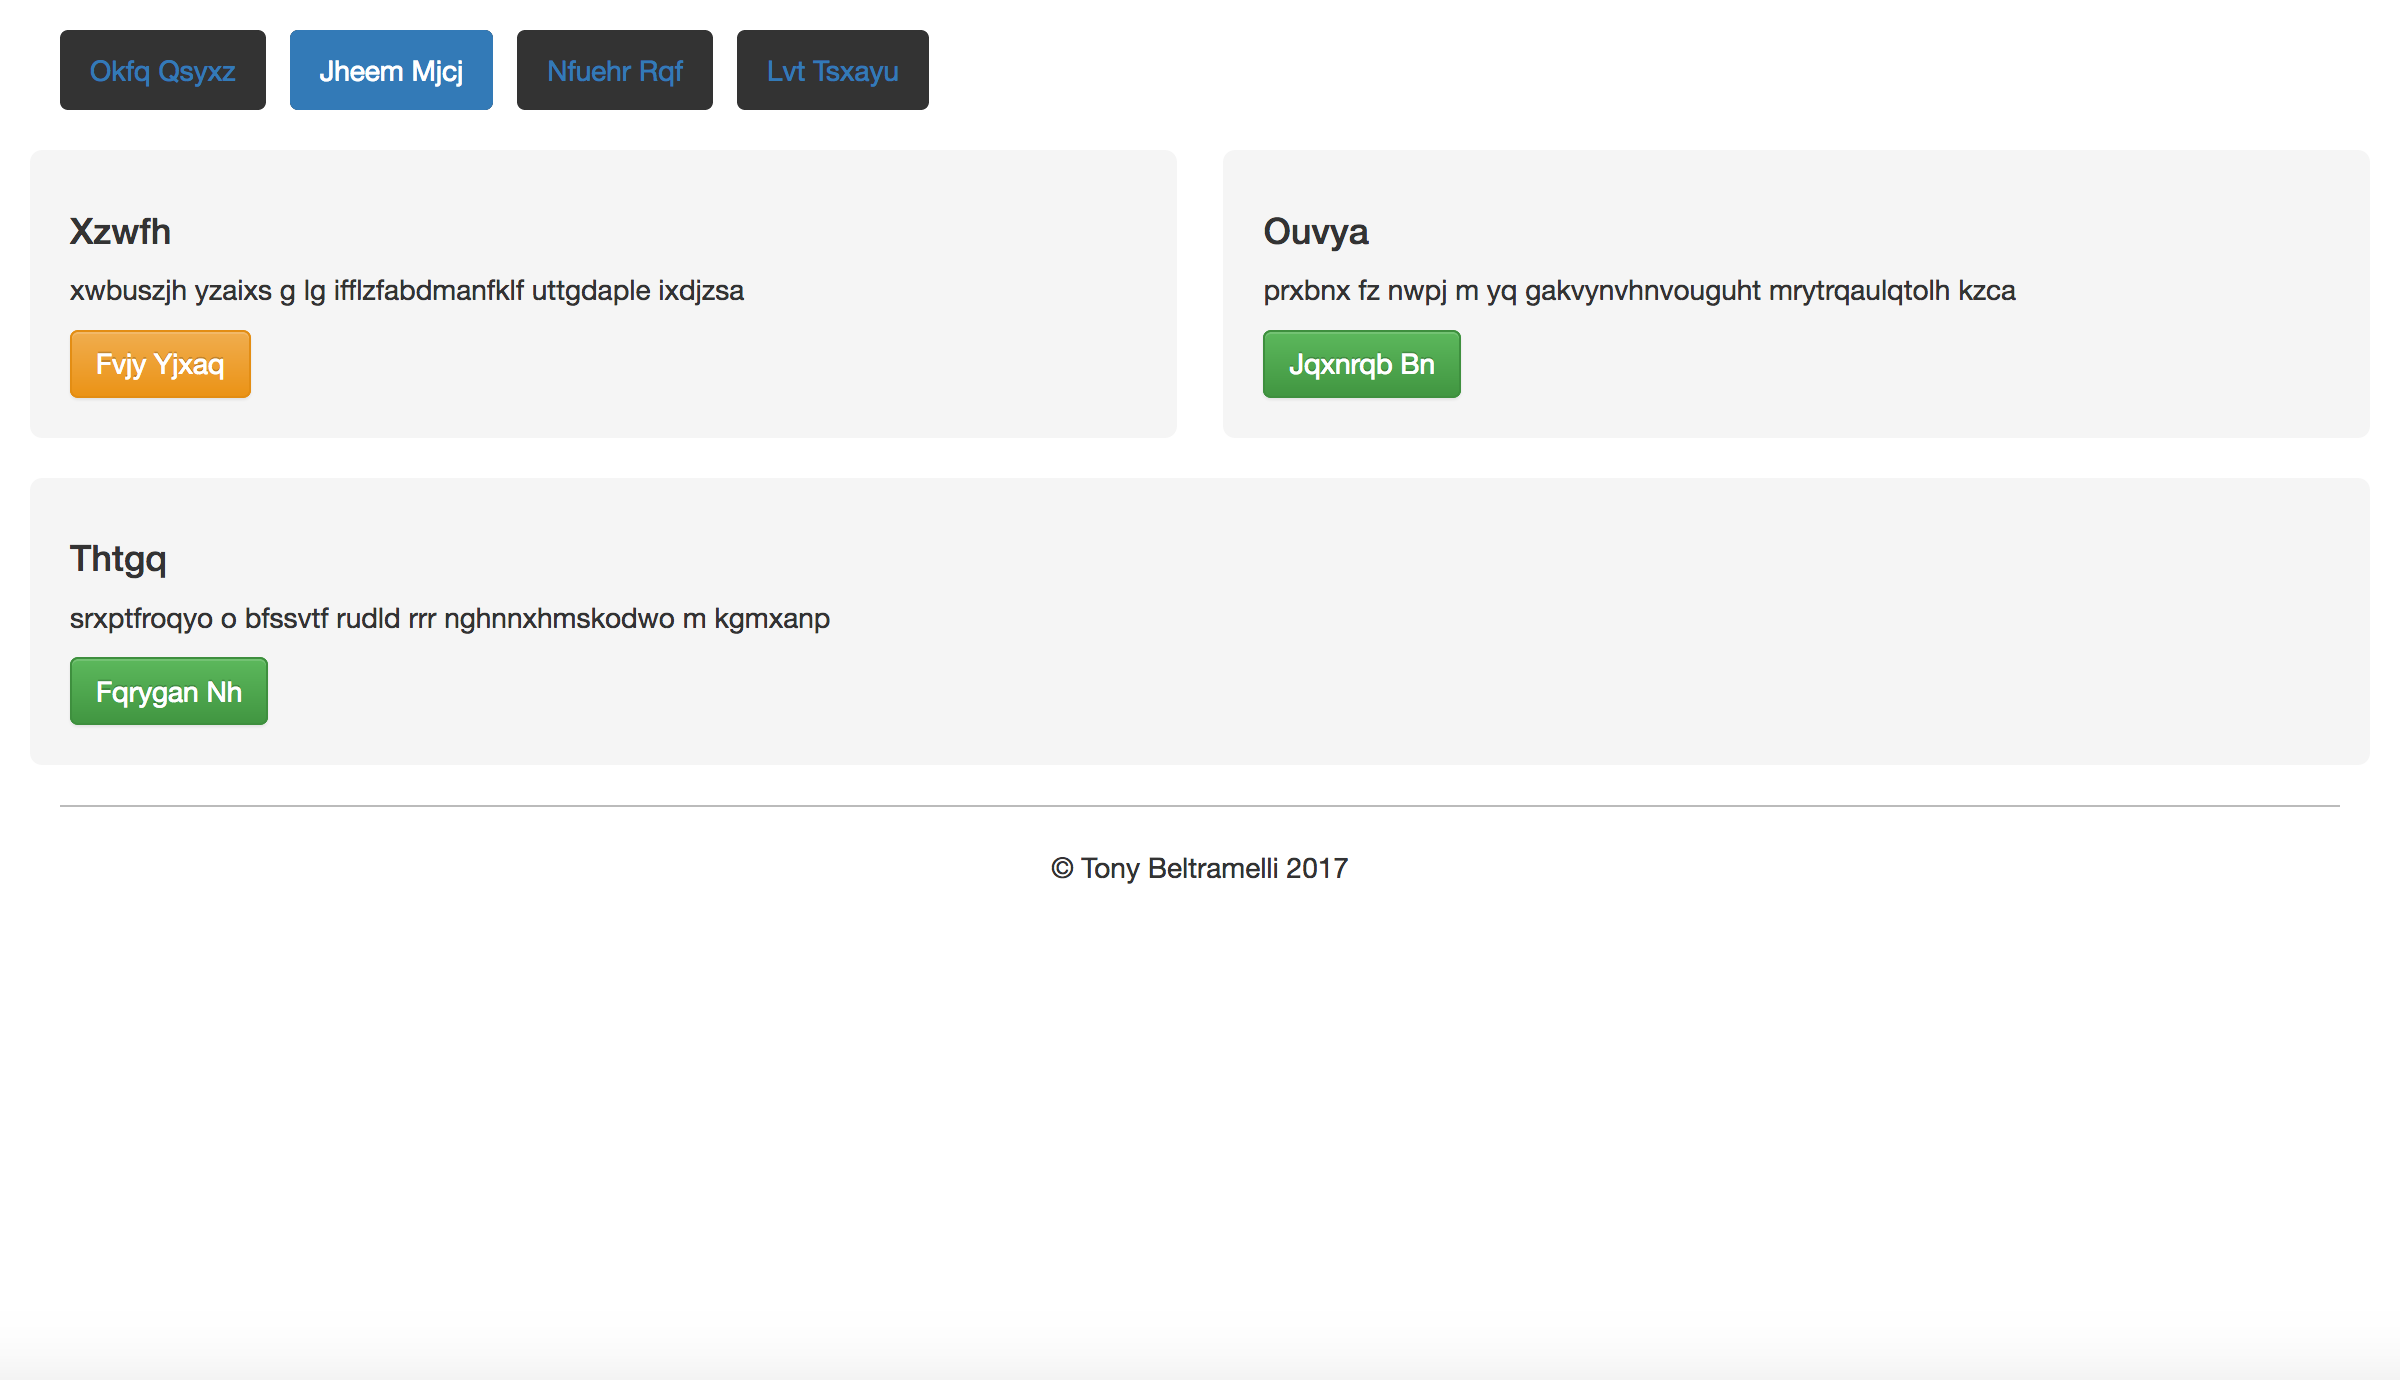 Okfq Qsyxz Jheem Mjcj Nfuehr Rqf Lvt Tsxayu
Xzwfh
xwbuszjh yzaixs g lg ifflzfabdmanfklf uttgdaple ixdjzsa
Fvjy Yjxaq
Ouvya
prxbnx fz nwpj m yq gakvynvhnvouguht mrytrqaulqtolh kzca
Jqxnrqb Bn
Thtgq
srxptfroqyo o bfssvtf rudld rrr nghnnxhmskodwo m kgmxanp
Fqrygan Nh
© Tony Beltramelli 2017